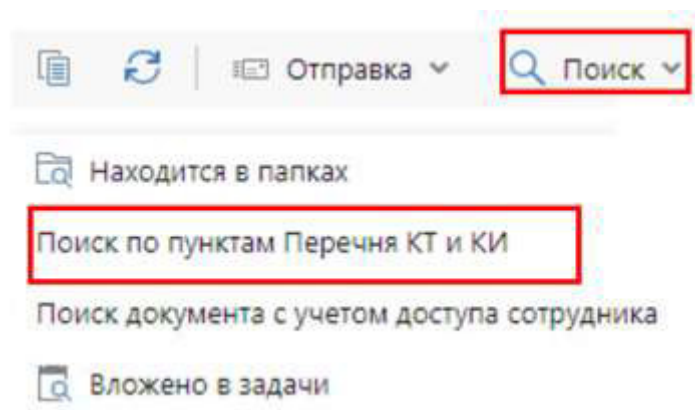 Отправка Поиск
Находится в папках
Поиск по пунктам Перечня КТ и КИ
Поиск документа с учетом доступа сотрудника
Вложено в задачи